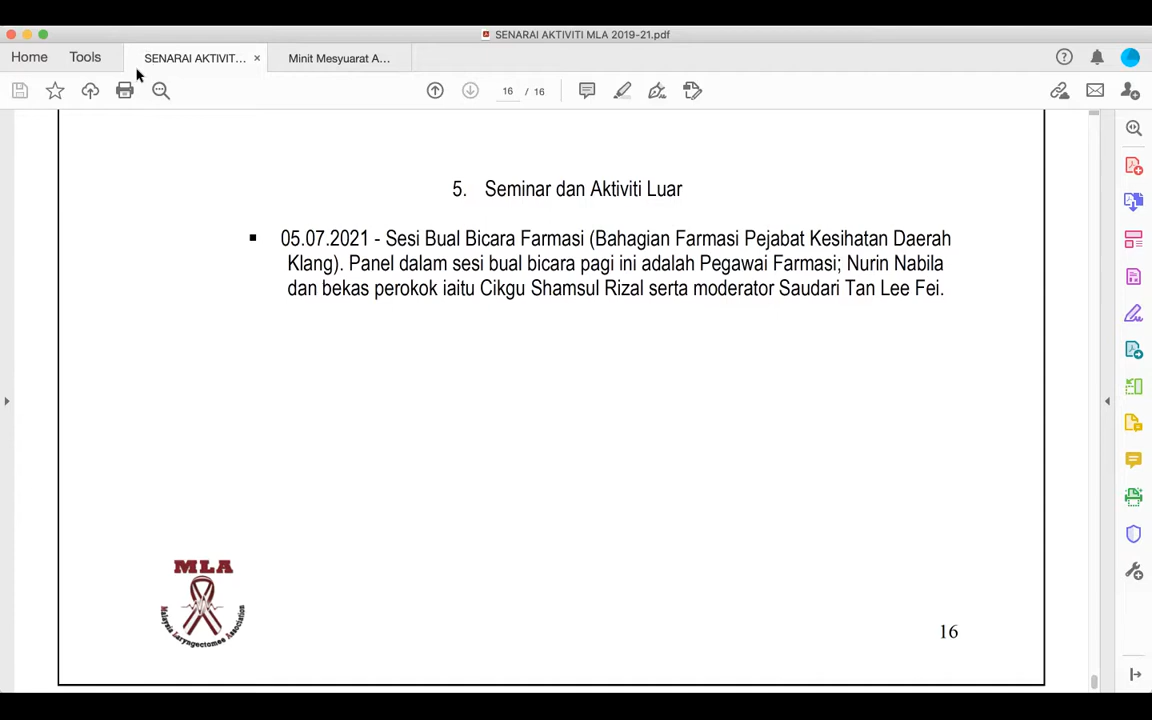 SENARAI AKTIVITI MLA 2019-21.pdf
Home
Tools
SENARAI AKTIVIT...
×
Minit Mesyuarat A...
16 / 16
5. Seminar dan Aktiviti Luar
▪ 05.07.2021 - Sesi Bual Bicara Farmasi (Bahagian Farmasi Pejabat Kesihatan Daerah
Klang). Panel dalam sesi bual bicara pagi ini adalah Pegawai Farmasi; Nurin Nabila
dan bekas perokok iaitu Cikgu Shamsul Rizal serta moderator Saudari Tan Lee Fei.
MLA
Malaysia Laryngectomee Association
16